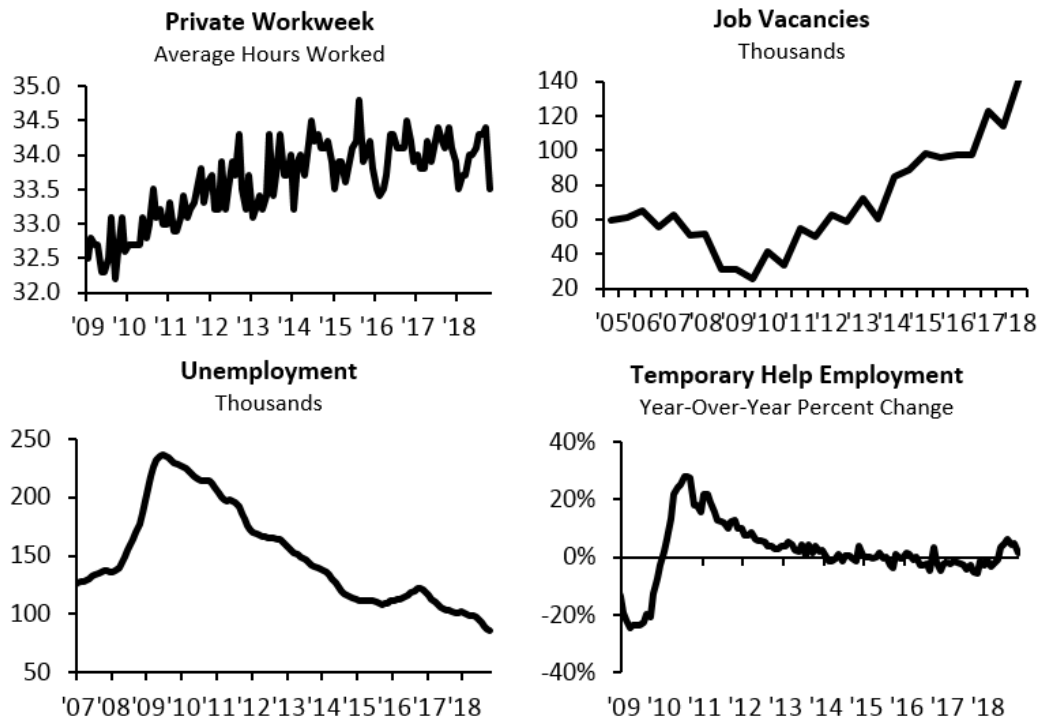 Private Workweek
Average Hours Worked
35.0
34.5
34.0
33.5
33.0
32.5
32.0
'09 '10 '11 '12 '13 '14 '15 '16 '17 '18
Job Vacancies
Thousands
140
120
100
80
60
40
20
'05'06'07'08'09'10'11'12'13'14'15'16'17'18
Unemployment
Thousands
250
200
150
100
50
'07'08'09'10'11'12'13'14'15'16'17'18
Temporary Help Employment
Year-Over-Year Percent Change
40%
20%
0%
-20%
-40%
'09 '10 '11 '12 '13 '14 '15 '16 '17 '18